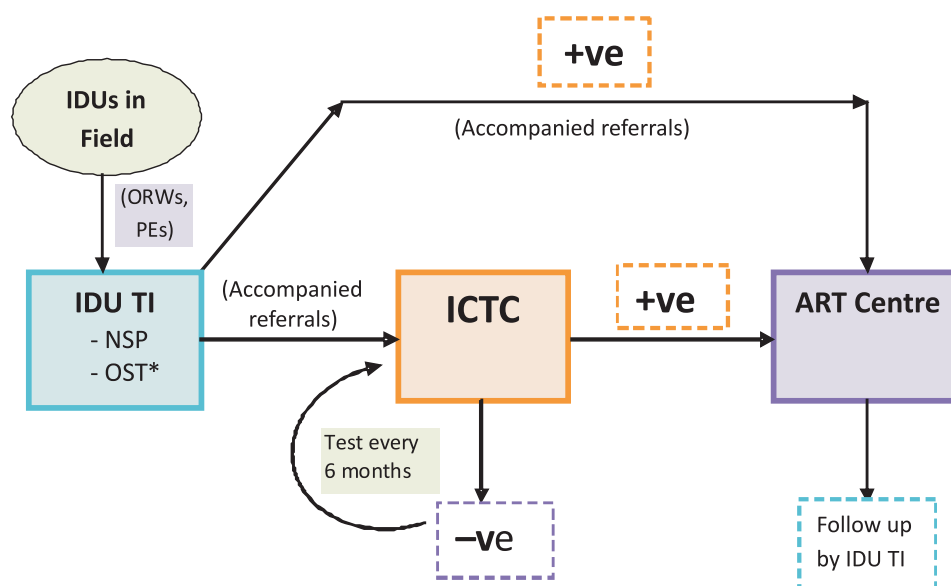 +ve
IDUs in
Field
(Accompanied referrals)
(ORWs,
PEs)
IDU TI
- NSP
- OST*
(Accompanied
referrals)
ICTC
+ve
ART Centre
Test every
6 months
–ve
Follow up
by IDU TI